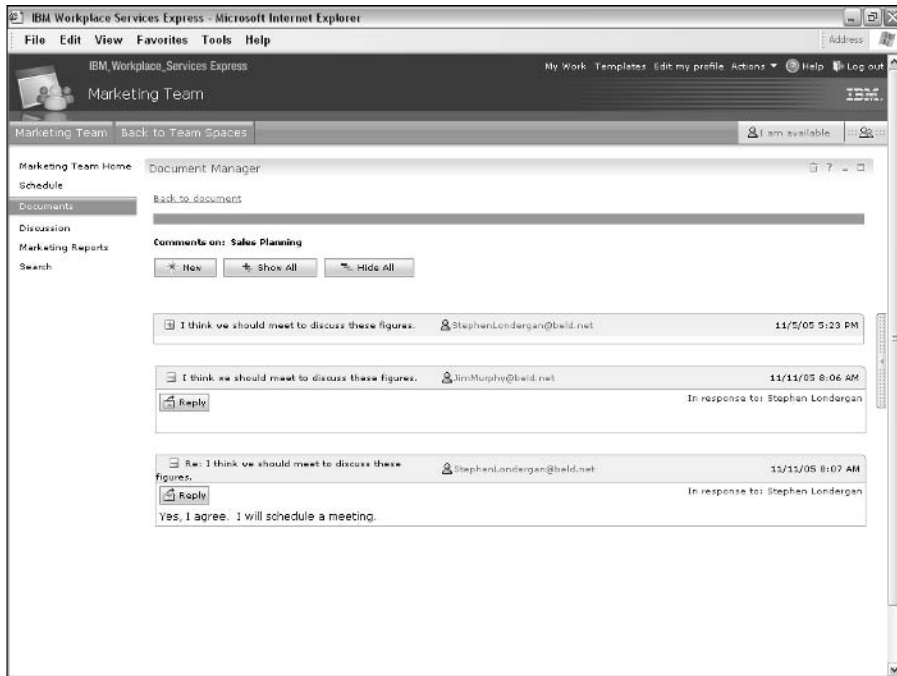 IBM Workplace Services Express - Microsoft Internet Explorer
File Edit View Favorites Tools Help
Address
IBM, Workplace_Services Express
My Work Templates Edit my profile Actions Help Log out
Marketing Team
IBM.
Marketing Team Back to Team Spaces
I am available
Marketing Team Home
Schedule
Documents
Discussion
Marketing Reports
Search
Document Manager
?
Back to document
Comments on: Sales Planning
New Show All Hide All
I think we should meet to discuss these figures. StephenLondergan@beld.net 11/5/05 5:23 PM
I think we should meet to discuss these figures. JimMurphy@beld.net 11/11/05 8:06 AM
Reply In response to: Stephen Londergan
Re: I think we should meet to discuss these
figures. StephenLondergan@beld.net 11/11/05 8:07 AM
Reply In response to: Stephen Londergan
Yes, I agree. I will schedule a meeting.